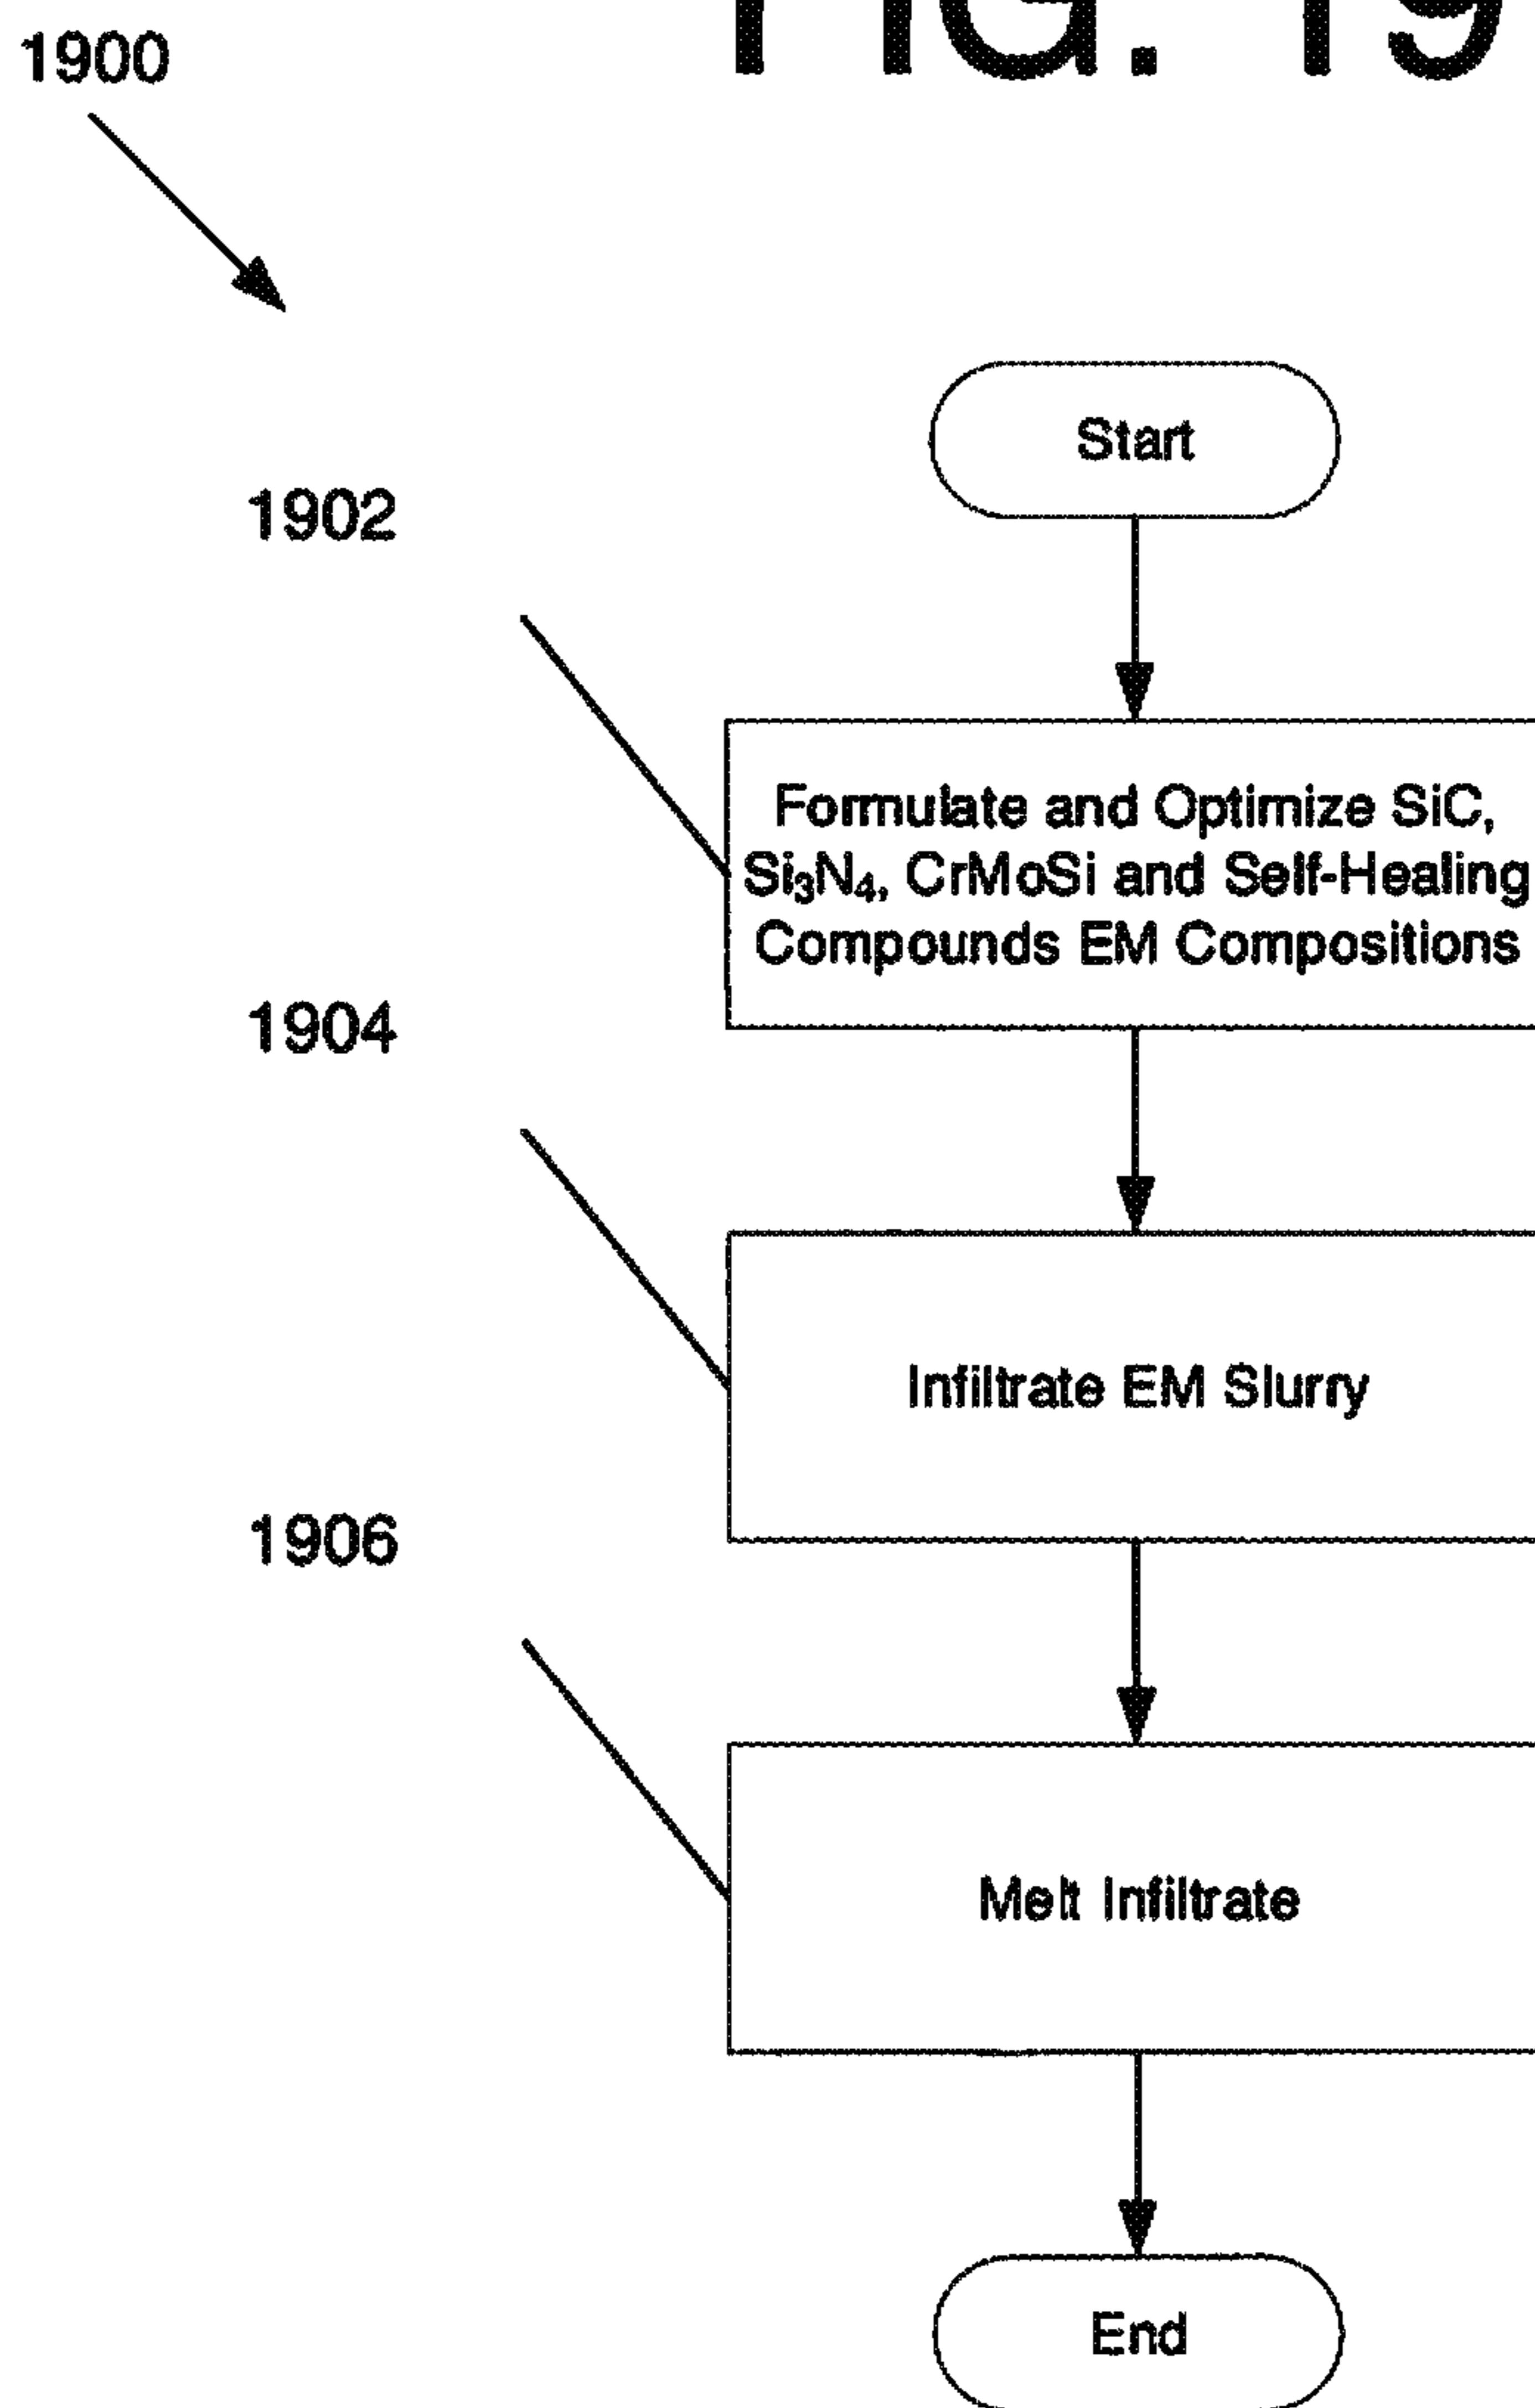 FIG. 19
1900
Start
1902
Formulate and Optimize SiC,
Si₃N₄, CrMoSi and Self-Healing
Compounds EM Compositions
1904
Infiltrate EM Slurry
1906
Melt Infiltrate
End